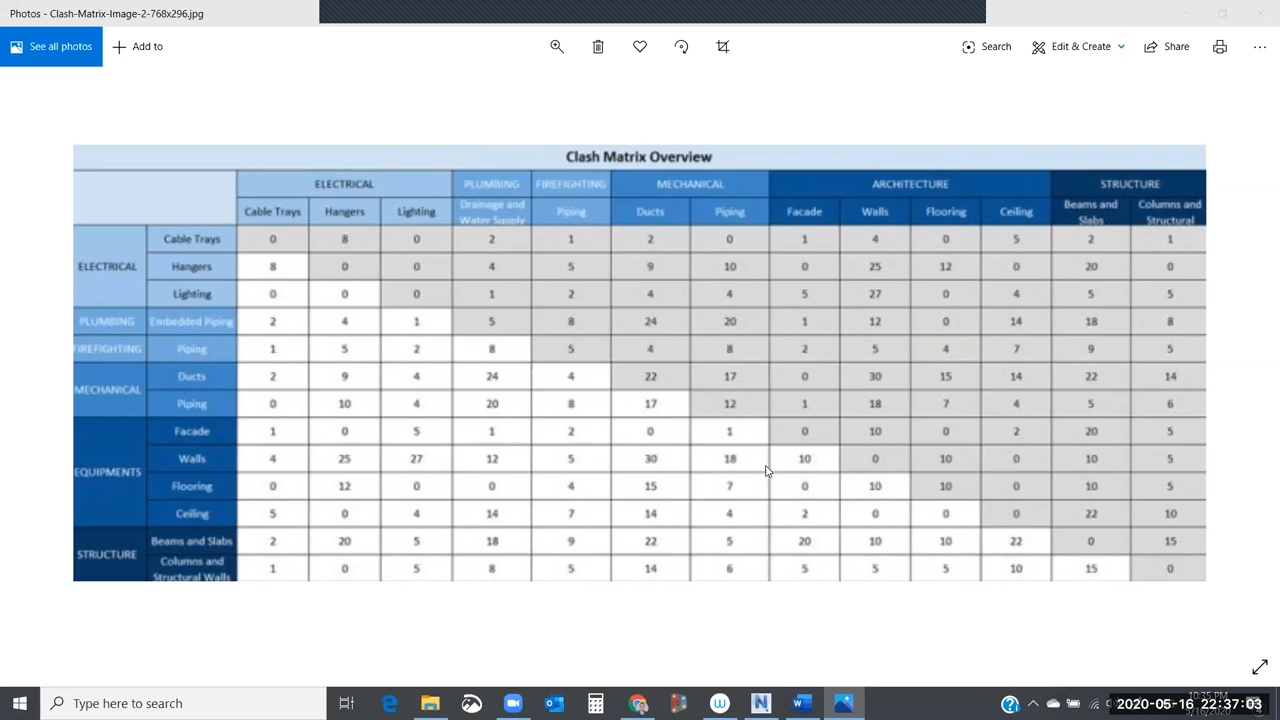 Photos - Clash-Matrix-Image-2-768x296.jpg
See all photos Add to Search Edit & Create Share
Clash Matrix Overview
ELECTRICAL PLUMBING FIREFIGHTING MECHANICAL ARCHITECTURE STRUCTURE
Cable Trays Hangers Lighting Drainage and Water Supply Piping Ducts Piping Facade Walls Flooring Ceiling Beams and Slabs Columns and Structural
ELECTRICAL
Cable Trays 0 8 0 2 1 2 0 1 4 0 5 2 1
Hangers 8 0 0 4 5 9 10 0 25 12 0 20 0
Lighting 0 0 0 1 2 4 4 5 27 0 4 5 5
PLUMBING Embedded Piping 2 4 1 5 8 24 20 1 12 0 14 18 8
FIREFIGHTING Piping 1 5 2 8 5 4 8 2 5 4 7 9 5
MECHANICAL
Ducts 2 9 4 24 4 22 17 0 30 15 14 22 14
Piping 0 10 4 20 8 17 12 1 18 7 4 5 6
EQUIPMENTS
Facade 1 0 5 1 2 0 1 0 10 0 2 20 5
Walls 4 25 27 12 5 30 18 10 0 10 0 10 5
Flooring 0 12 0 0 4 15 7 0 10 10 0 10 5
Ceiling 5 0 4 14 7 14 4 2 0 0 0 22 10
STRUCTURE
Beams and Slabs 2 20 5 18 9 22 5 20 10 10 22 0 15
Columns and Structural Walls 1 0 5 8 5 14 6 5 5 5 10 15 0
Type here to search
10:35 PM
2020-05-16 22:37:03